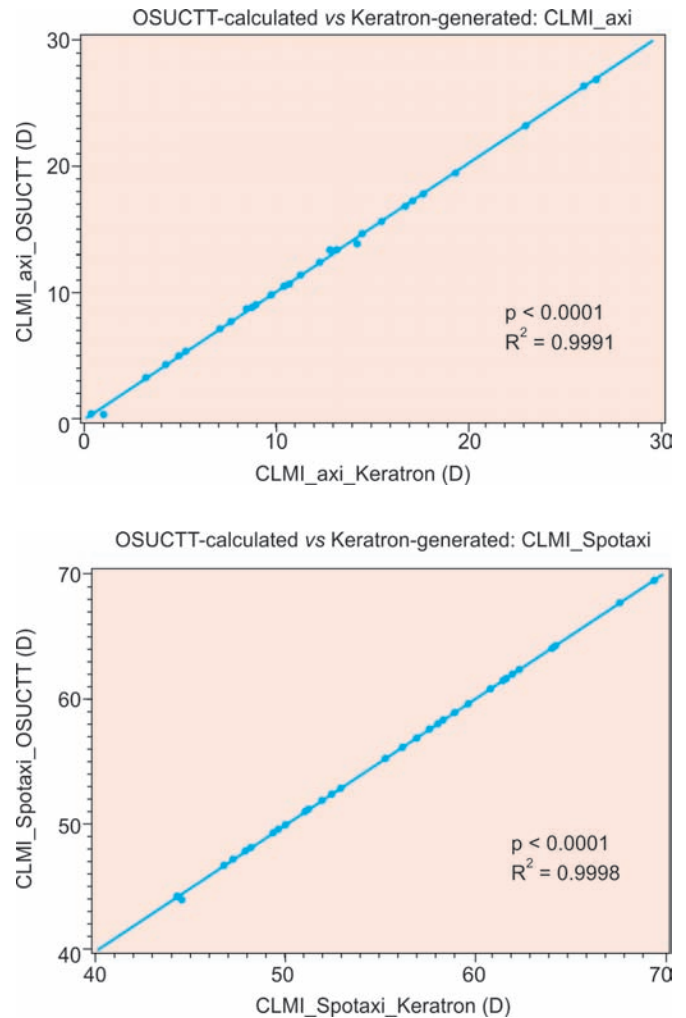 OSUCTT-calculated vs Keratron-generated: CLMI_axi
30
20
10
0
CLMI_axi_OSUCTT (D)
p < 0.0001
R² = 0.9991
0 10 20 30
CLMI_axi_Keratron (D)
OSUCTT-calculated vs Keratron-generated: CLMI_Spotaxi
70
60
50
40
CLMI_Spotaxi_OSUCTT (D)
p < 0.0001
R² = 0.9998
40 50 60 70
CLMI_Spotaxi_Keratron (D)